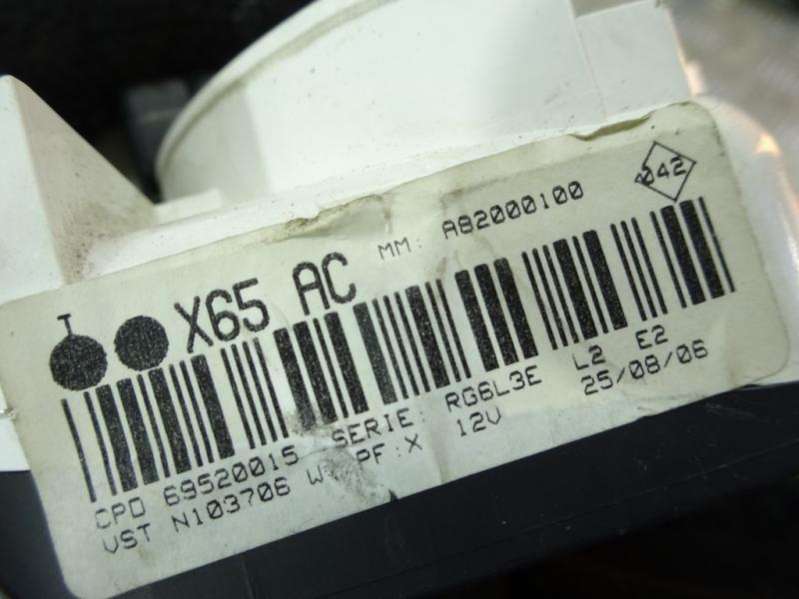 T X65 AC MM: A82000100 042
CPD 69520015 SERIE: RG6L3E L2 E2
VST N103706 W PF:X 12V 25/08/06